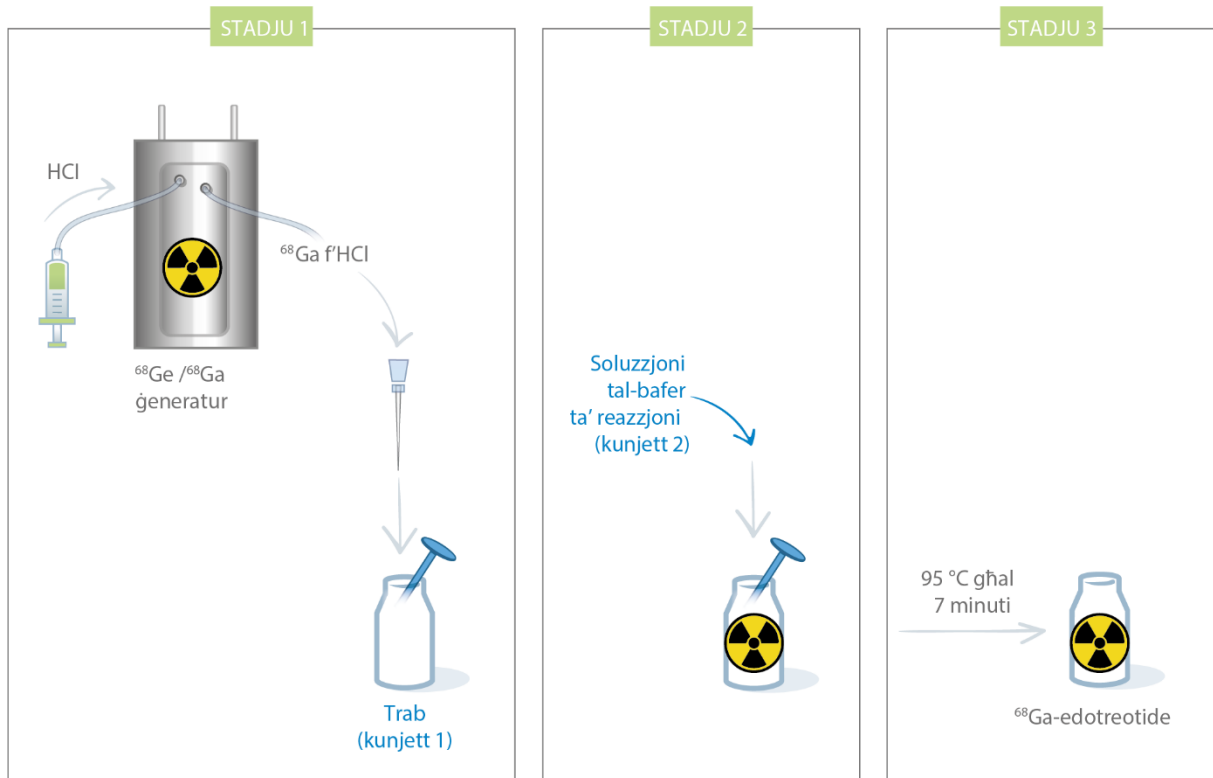 STADJU 1
HCl
⁶⁸Ga f'HCl
⁶⁸Ge /⁶⁸Ga
ġeneratur
Trab
(kunjett 1)
STADJU 2
Soluzzjoni
tal-bafer
ta' reazzjoni
(kunjett 2)
STADJU 3
95 °C għal
7 minuti
⁶⁸Ga-edotreotide